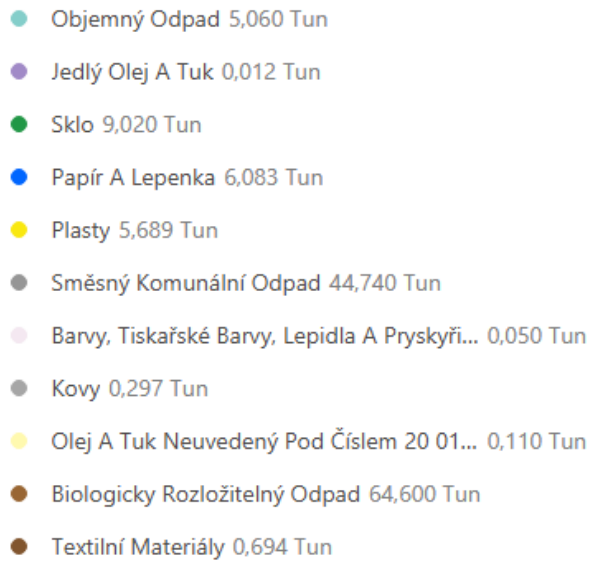 Objemný Odpad 5,060 Tun
Jedlý Olej A Tuk 0,012 Tun
Sklo 9,020 Tun
Papír A Lepenka 6,083 Tun
Plasty 5,689 Tun
Směsný Komunální Odpad 44,740 Tun
Barvy, Tiskařské Barvy, Lepidla A Pryskyři... 0,050 Tun
Kovy 0,297 Tun
Olej A Tuk Neuvedený Pod Číslem 20 01... 0,110 Tun
Biologicky Rozložitelný Odpad 64,600 Tun
Textilní Materiály 0,694 Tun